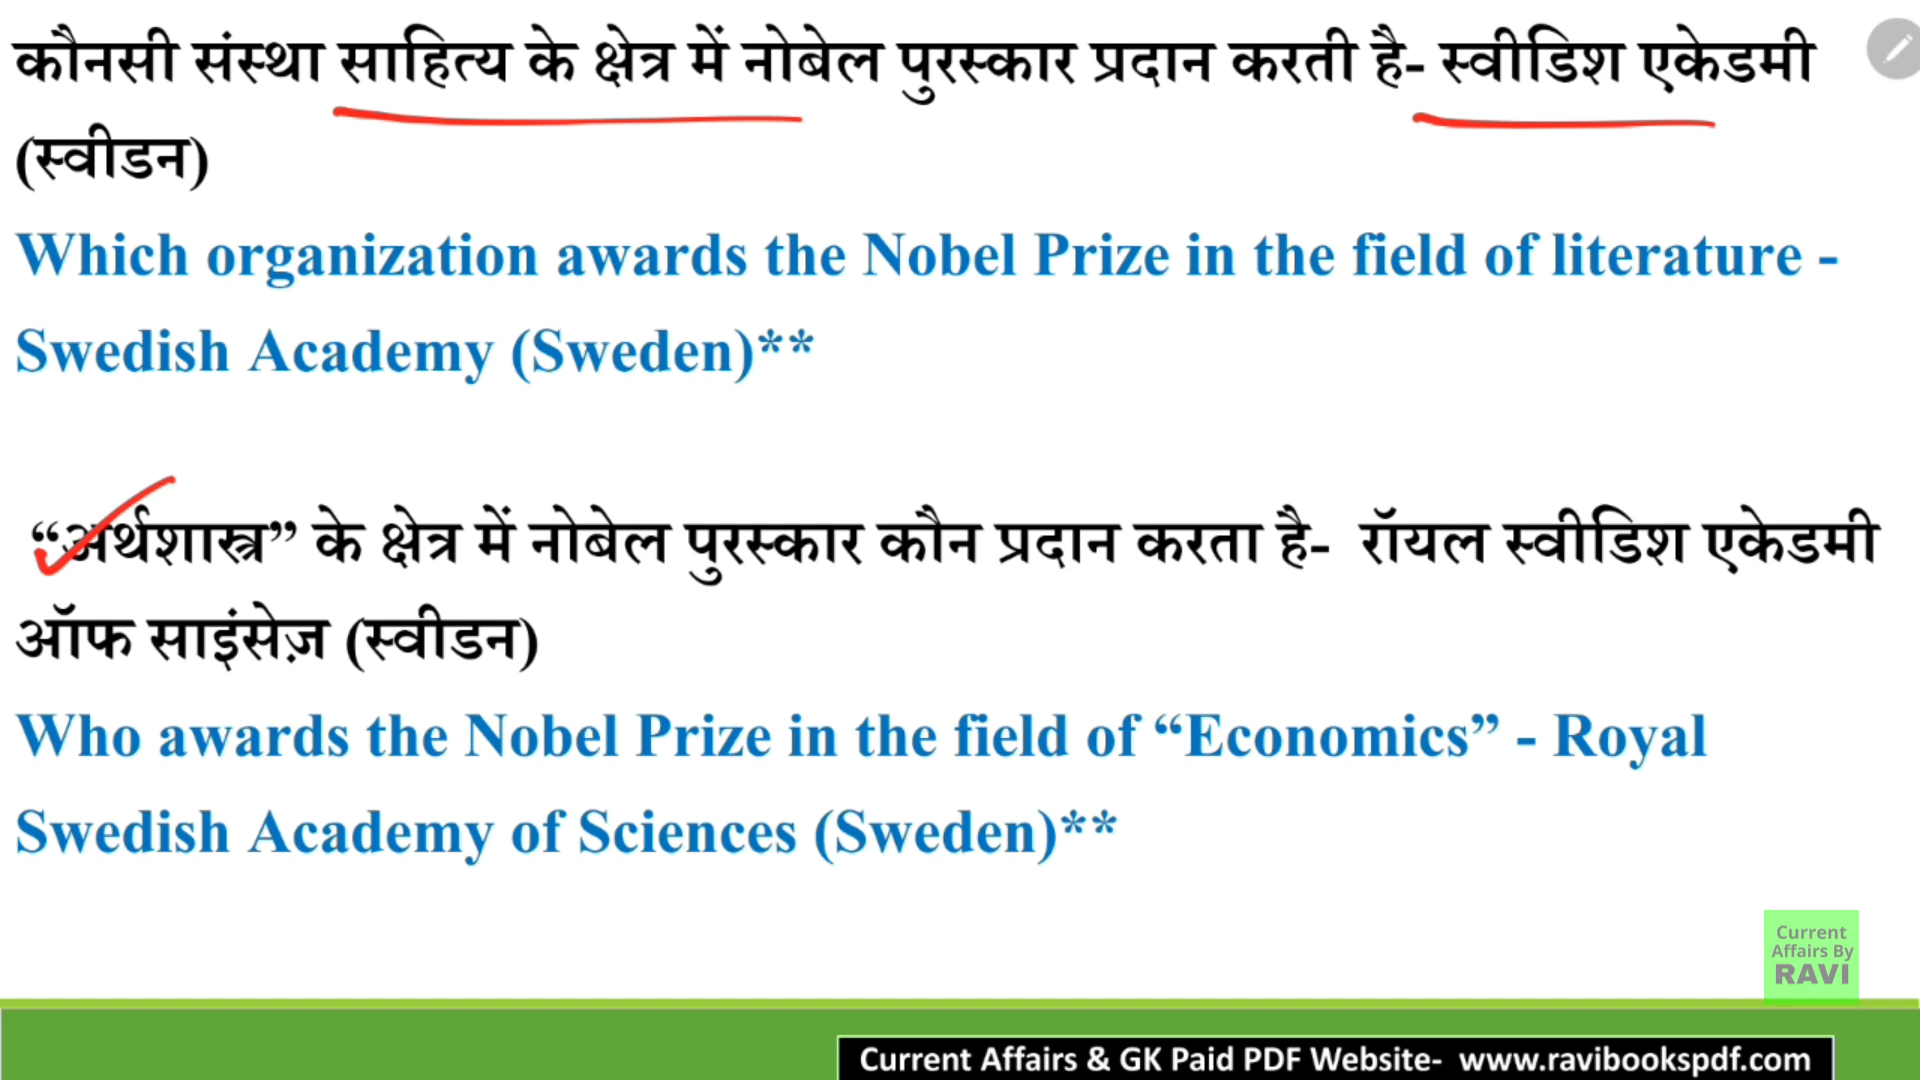 कौनसी संस्था साहित्य के क्षेत्र में नोबेल पुरस्कार प्रदान करती है- स्वीडिश एकेडमी
(स्वीडन)
Which organization awards the Nobel Prize in the field of literature -
Swedish Academy (Sweden)**
“अर्थशास्त्र” के क्षेत्र में नोबेल पुरस्कार कौन प्रदान करता है- रॉयल स्वीडिश एकेडमी
ऑफ साइंसेज़ (स्वीडन)
Who awards the Nobel Prize in the field of “Economics” - Royal
Swedish Academy of Sciences (Sweden)**
Current
Affairs By
RAVI
Current Affairs & GK Paid PDF Website- www.ravibookspdf.com